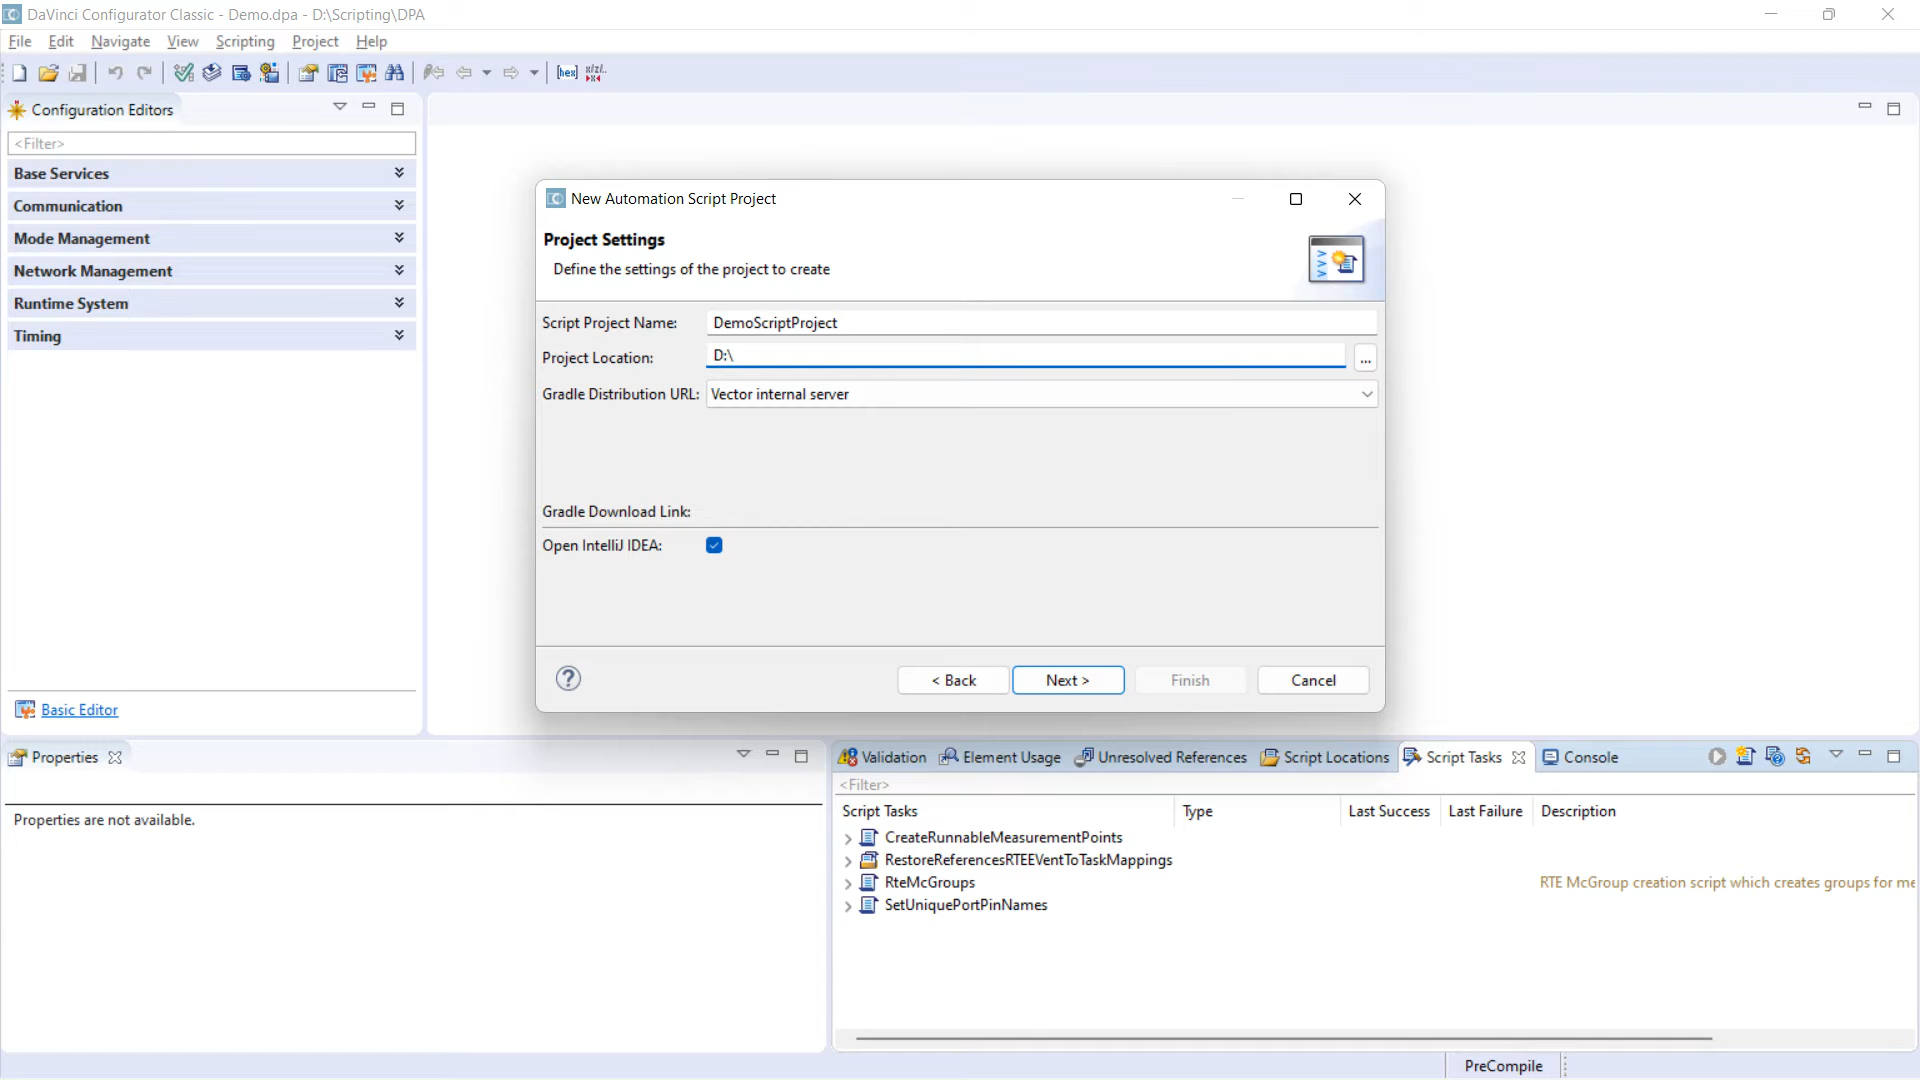 DaVinci Configurator Classic - Demo.dpa - D:\Scripting\DPA
File Edit Navigate View Scripting Project Help
[hex]
Configuration Editors
<Filter>
Base Services
Communication
Mode Management
Network Management
Runtime System
Timing
Basic Editor
New Automation Script Project
Project Settings
Define the settings of the project to create
Script Project Name: DemoScriptProject
Project Location: D:\ ...
Gradle Distribution URL: Vector internal server
Gradle Download Link:
Open IntelliJ IDEA:
? < Back Next > Finish Cancel
Properties
Properties are not available.
Validation Element Usage Unresolved References Script Locations Script Tasks Console
<Filter>
Script Tasks Type Last Success Last Failure Description
CreateRunnableMeasurementPoints
RestoreReferencesRTEEVentToTaskMappings
RteMcGroups RTE McGroup creation script which creates groups for me
SetUniquePortPinNames
PreCompile